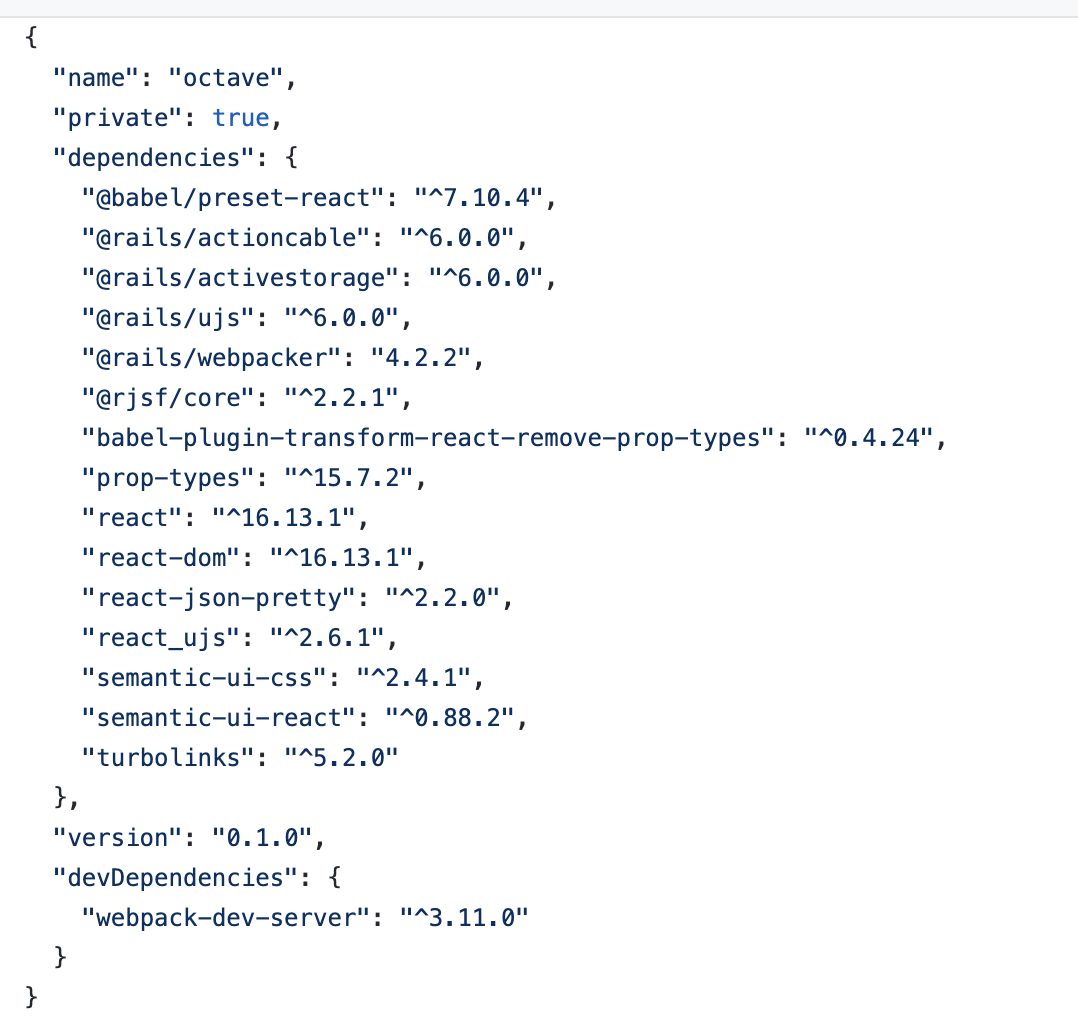 {
  "name": "octave",
  "private": true,
  "dependencies": {
    "@babel/preset-react": "^7.10.4",
    "@rails/actioncable": "^6.0.0",
    "@rails/activestorage": "^6.0.0",
    "@rails/ujs": "^6.0.0",
    "@rails/webpacker": "4.2.2",
    "@rjsf/core": "^2.2.1",
    "babel-plugin-transform-react-remove-prop-types": "^0.4.24",
    "prop-types": "^15.7.2",
    "react": "^16.13.1",
    "react-dom": "^16.13.1",
    "react-json-pretty": "^2.2.0",
    "react_ujs": "^2.6.1",
    "semantic-ui-css": "^2.4.1",
    "semantic-ui-react": "^0.88.2",
    "turbolinks": "^5.2.0"
  },
  "version": "0.1.0",
  "devDependencies": {
    "webpack-dev-server": "^3.11.0"
  }
}